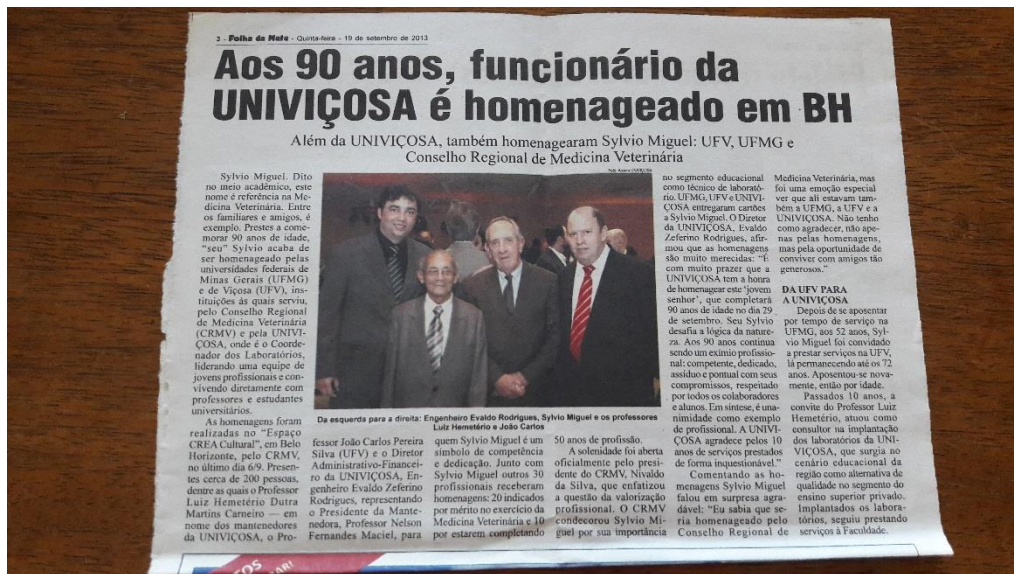 3 - Folha da Mata - Quinta-feira - 19 de setembro de 2013
Aos 90 anos, funcionário da
UNIVIÇOSA é homenageado em BH
Além da UNIVIÇOSA, também homenagearam Sylvio Miguel: UFV, UFMG e
Conselho Regional de Medicina Veterinária
Sylvio Miguel. Dito
no meio acadêmico, este
nome é referência na Me-
dicina Veterinária. Entre
os familiares e amigos, é
exemplo. Prestes a come-
morar 90 anos de idade,
"seu" Sylvio acaba de
ser homenageado pelas
universidades federais de
Minas Gerais (UFMG)
e de Viçosa (UFV), ins-
tituições às quais serviu,
pelo Conselho Regional
de Medicina Veterinária
(CRMV) e pela UNIVI-
ÇOSA, onde é o Coor-
denador dos Laboratórios,
liderando uma equipe de
jovens profissionais e con-
vivendo diretamente com
professores e estudantes
universitários.
As homenagens foram
realizadas no "Espaço
CREA Cultural", em Belo
Horizonte, pelo CRMV,
no último dia 6/9. Presen-
tes cerca de 200 pessoas,
dentre as quais o Professor
Luiz Hemetério Dutra
Martins Carneiro — em
nome dos mantenedores
da UNIVIÇOSA, o Pro-
Da esquerda para a direita: Engenheiro Evaldo Rodrigues, Sylvio Miguel e os professores
Luiz Hemetério e João Carlos
fessor João Carlos Pereira
Silva (UFV) e o Diretor
Administrativo-Financei-
ro da UNIVIÇOSA, En-
genheiro Evaldo Zeferino
Rodrigues, representando
o Presidente da Mante-
nedora, Professor Nelson
Fernandes Maciel, para
quem Sylvio Miguel é um
símbolo de competência
e dedicação. Junto com
Sylvio Miguel outros 30
profissionais receberam
homenagens: 20 indicados
por mérito no exercício da
Medicina Veterinária e 10
por estarem completando
50 anos de profissão.
A solenidade foi aberta
oficialmente pelo presi-
dente do CRMV, Nivaldo
da Silva, que enfatizou
a questão da valorização
profissional. O CRMV
condecorou Sylvio Mi-
guel por sua importância
no segmento educacional
como técnico de laborató-
rio. UFMG, UFV e UNIVI-
ÇOSA entregaram cartões
a Sylvio Miguel. O Diretor
da UNIVIÇOSA, Evaldo
Zeferino Rodrigues, afir-
mou que as homenagens
são muito merecidas: "É
com muito prazer que a
UNIVIÇOSA tem a honra
de homenagear este 'jovem
senhor', que completará
90 anos de idade no dia 29
de setembro. Seu Sylvio
desafia a lógica da nature-
za. Aos 90 anos continua
sendo um exímio profissio-
nal: competente, dedicado,
assíduo e pontual com seus
compromissos, respeitado
por todos os colaboradores
e alunos. Em síntese, é una-
nimidade como exemplo
de profissional. A UNIVI-
ÇOSA agradece pelos 10
anos de serviços prestados
de forma inquestionável."
Comentando as ho-
menagens Sylvio Miguel
falou em surpresa agra-
dável: "Eu sabia que se-
ria homenageado pelo
Conselho Regional de
Medicina Veterinária, mas
foi uma emoção especial
ver que ali estavam tam-
bém a UFMG, a UFV e a
UNIVIÇOSA. Não tenho
como agradecer, não ape-
nas pelas homenagens,
mas pela oportunidade de
conviver com amigos tão
generosos."
DA UFV PARA
A UNIVIÇOSA
Depois de se aposentar
por tempo de serviço na
UFMG, aos 52 anos, Syl-
vio Miguel foi convidado
a prestar serviços na UFV,
lá permanecendo até os 72
anos. Aposentou-se nova-
mente, então por idade.
Passados 10 anos, a
convite do Professor Luiz
Hemetério, atuou como
consultor na implantação
dos laboratórios da UNI-
VIÇOSA, que surgia no
cenário educacional da
região como alternativa de
qualidade no segmento do
ensino superior privado.
Implantados os labora-
tórios, seguiu prestando
serviços à Faculdade.